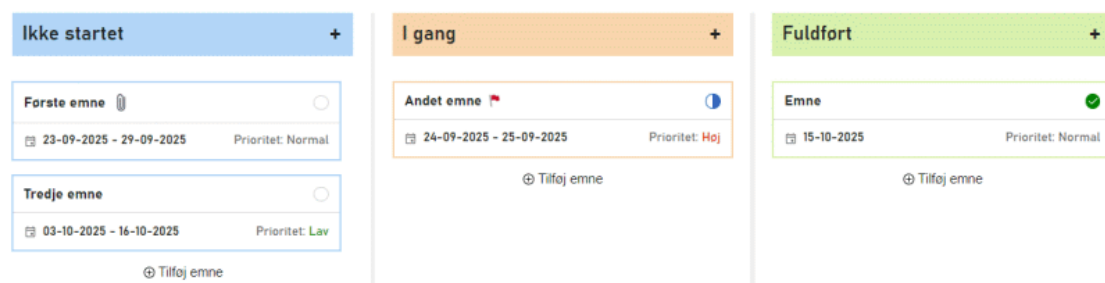 Ikke startet +
Første emne
23-09-2025 - 29-09-2025 Prioritet: Normal
Tredje emne
03-10-2025 - 16-10-2025 Prioritet: Lav
Tilføj emne
I gang +
Andet emne
24-09-2025 - 25-09-2025 Prioritet: Høj
Tilføj emne
Fuldført +
Emne
15-10-2025 Prioritet: Normal
Tilføj emne